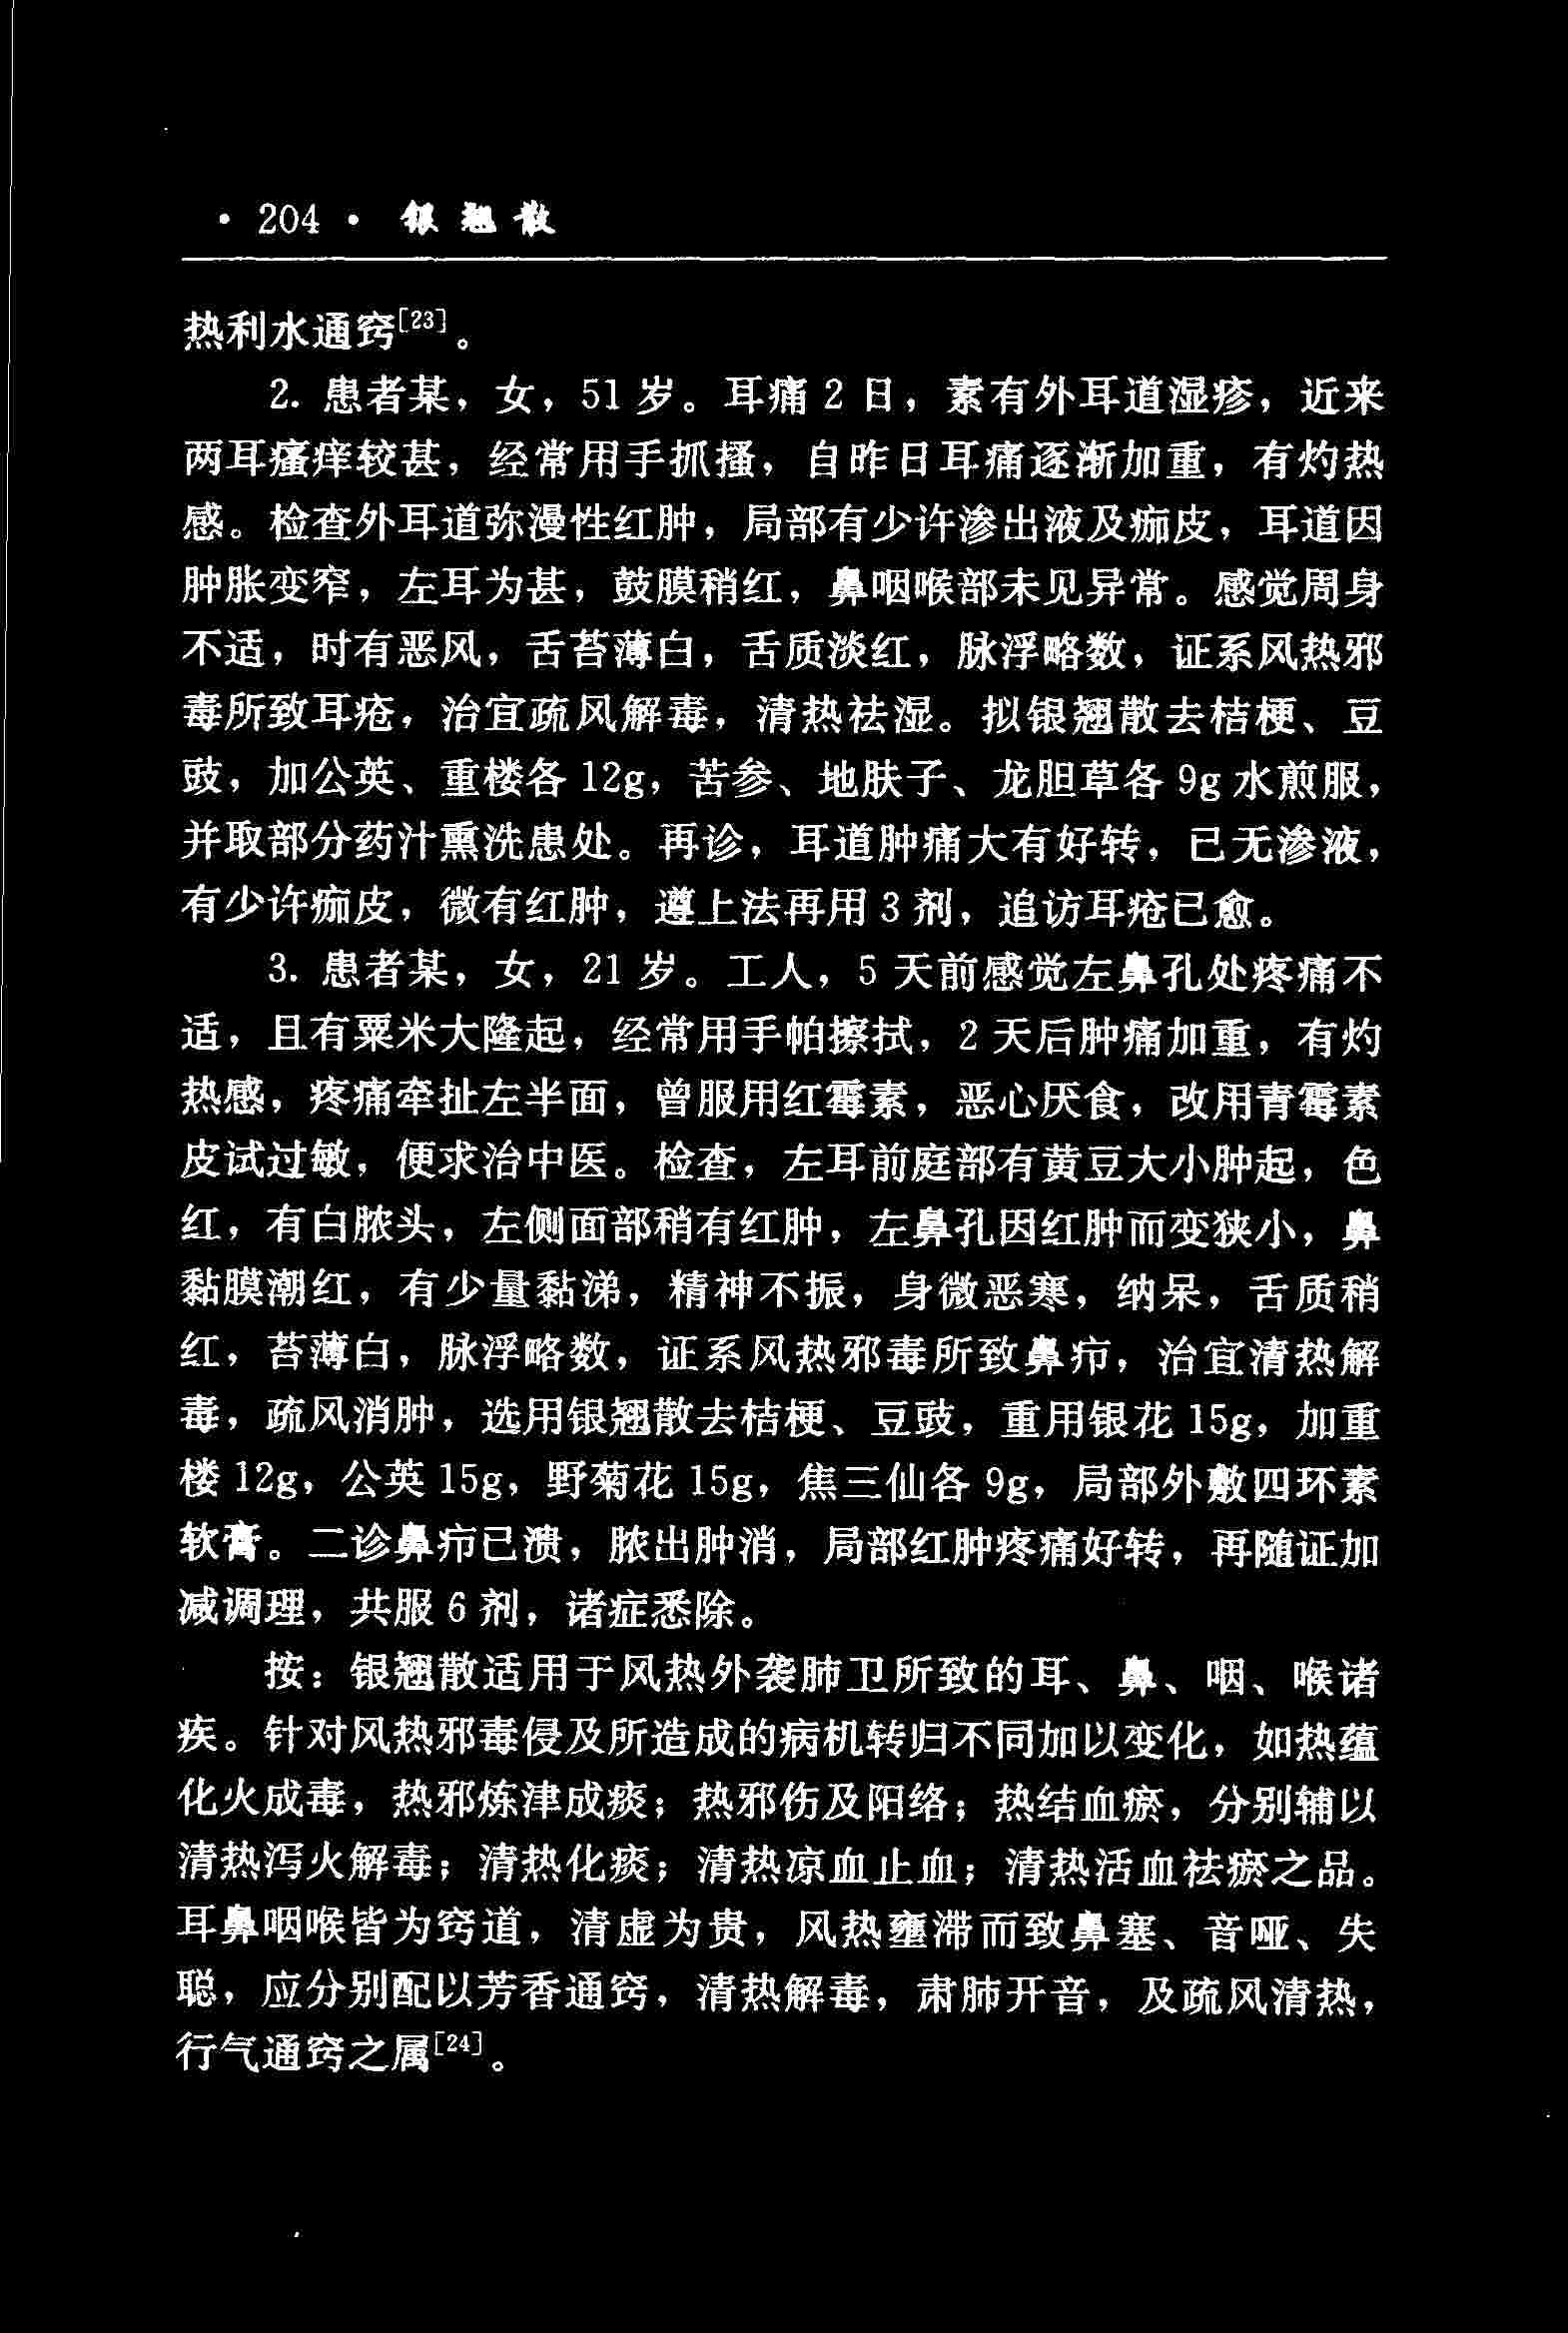 ·204· 银翘散
热利水通窍[23]。
2. 患者某，女，51 岁。耳痛 2 日，素有外耳道湿疹，近来
两耳瘙痒较甚，经常用手抓搔，自昨日耳痛逐渐加重，有灼热
感。检查外耳道弥漫性红肿，局部有少许渗出液及痂皮，耳道因
肿胀变窄，左耳为甚，鼓膜稍红，鼻咽喉部未见异常。感觉周身
不适，时有恶风，舌苔薄白，舌质淡红，脉浮略数，证系风热邪
毒所致耳疮，治宜疏风解毒，清热祛湿。拟银翘散去桔梗、豆
豉，加公英、重楼各 12g，苦参、地肤子、龙胆草各 9g 水煎服，
并取部分药汁熏洗患处。再诊，耳道肿痛大有好转，已无渗液，
有少许痂皮，微有红肿，遵上法再用 3 剂，追访耳疮已愈。
3. 患者某，女，21 岁。工人，5 天前感觉左鼻孔处疼痛不
适，且有粟米大隆起，经常用手帕擦拭，2 天后肿痛加重，有灼
热感，疼痛牵扯左半面，曾服用红霉素，恶心厌食，改用青霉素
皮试过敏，便求治中医。检查，左耳前庭部有黄豆大小肿起，色
红，有白脓头，左侧面部稍有红肿，左鼻孔因红肿而变狭小，鼻
黏膜潮红，有少量黏涕，精神不振，身微恶寒，纳呆，舌质稍
红，苔薄白，脉浮略数，证系风热邪毒所致鼻疖，治宜清热解
毒，疏风消肿，选用银翘散去桔梗、豆豉，重用银花 15g，加重
楼 12g，公英 15g，野菊花 15g，焦三仙各 9g，局部外敷四环素
软膏。二诊鼻疖已溃，脓出肿消，局部红肿疼痛好转，再随证加
减调理，共服 6 剂，诸症悉除。
按：银翘散适用于风热外袭肺卫所致的耳、鼻、咽、喉诸
疾。针对风热邪毒侵及所造成的病机转归不同加以变化，如热蕴
化火成毒，热邪炼津成痰；热邪伤及阳络；热结血瘀，分别辅以
清热泻火解毒；清热化痰；清热凉血止血；清热活血祛瘀之品。
耳鼻咽喉皆为窍道，清虚为贵，风热壅滞而致鼻塞、音哑、失
聪，应分别配以芳香通窍，清热解毒，肃肺开音，及疏风清热，
行气通窍之属[24]。